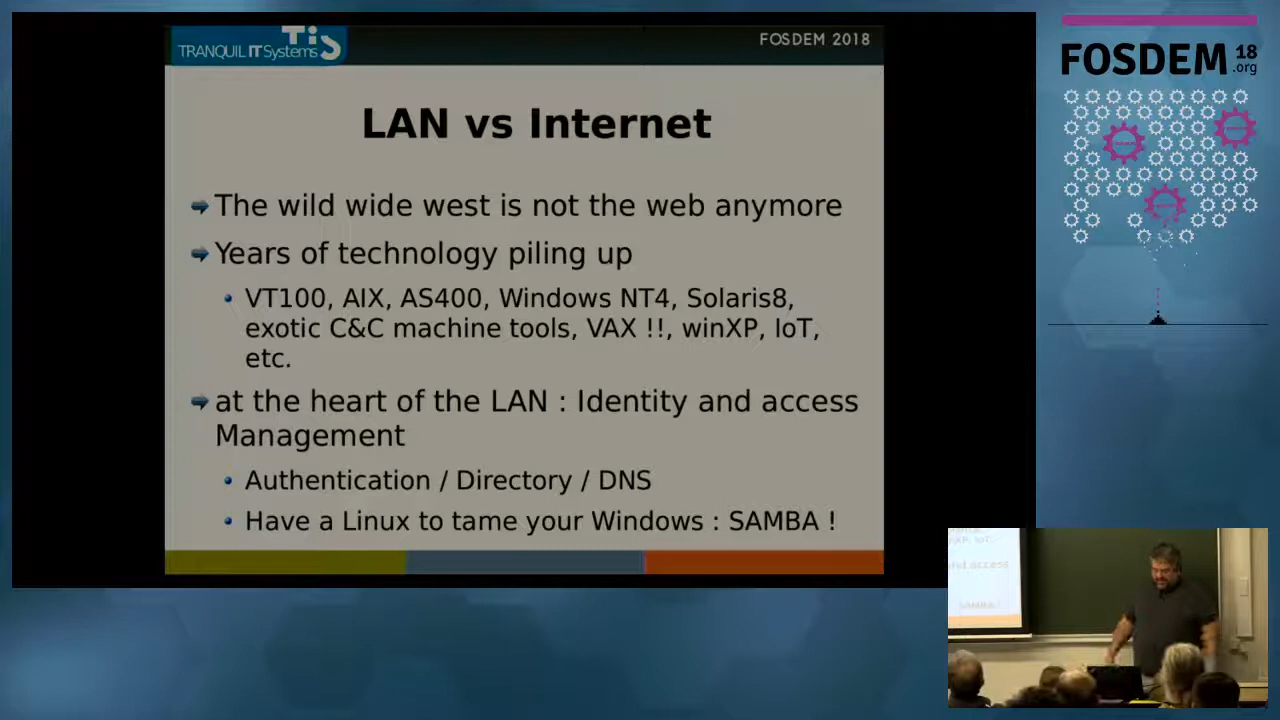 TiS
TRANQUIL IT Systems
FOSDEM 2018
LAN vs Internet
The wild wide west is not the web anymore
Years of technology piling up
VT100, AIX, AS400, Windows NT4, Solaris8,
exotic C&C machine tools, VAX !!, winXP, IoT,
etc.
at the heart of the LAN : Identity and access
Management
Authentication / Directory / DNS
Have a Linux to tame your Windows : SAMBA !
FOSDEM 18
.org
access
SAMBA !